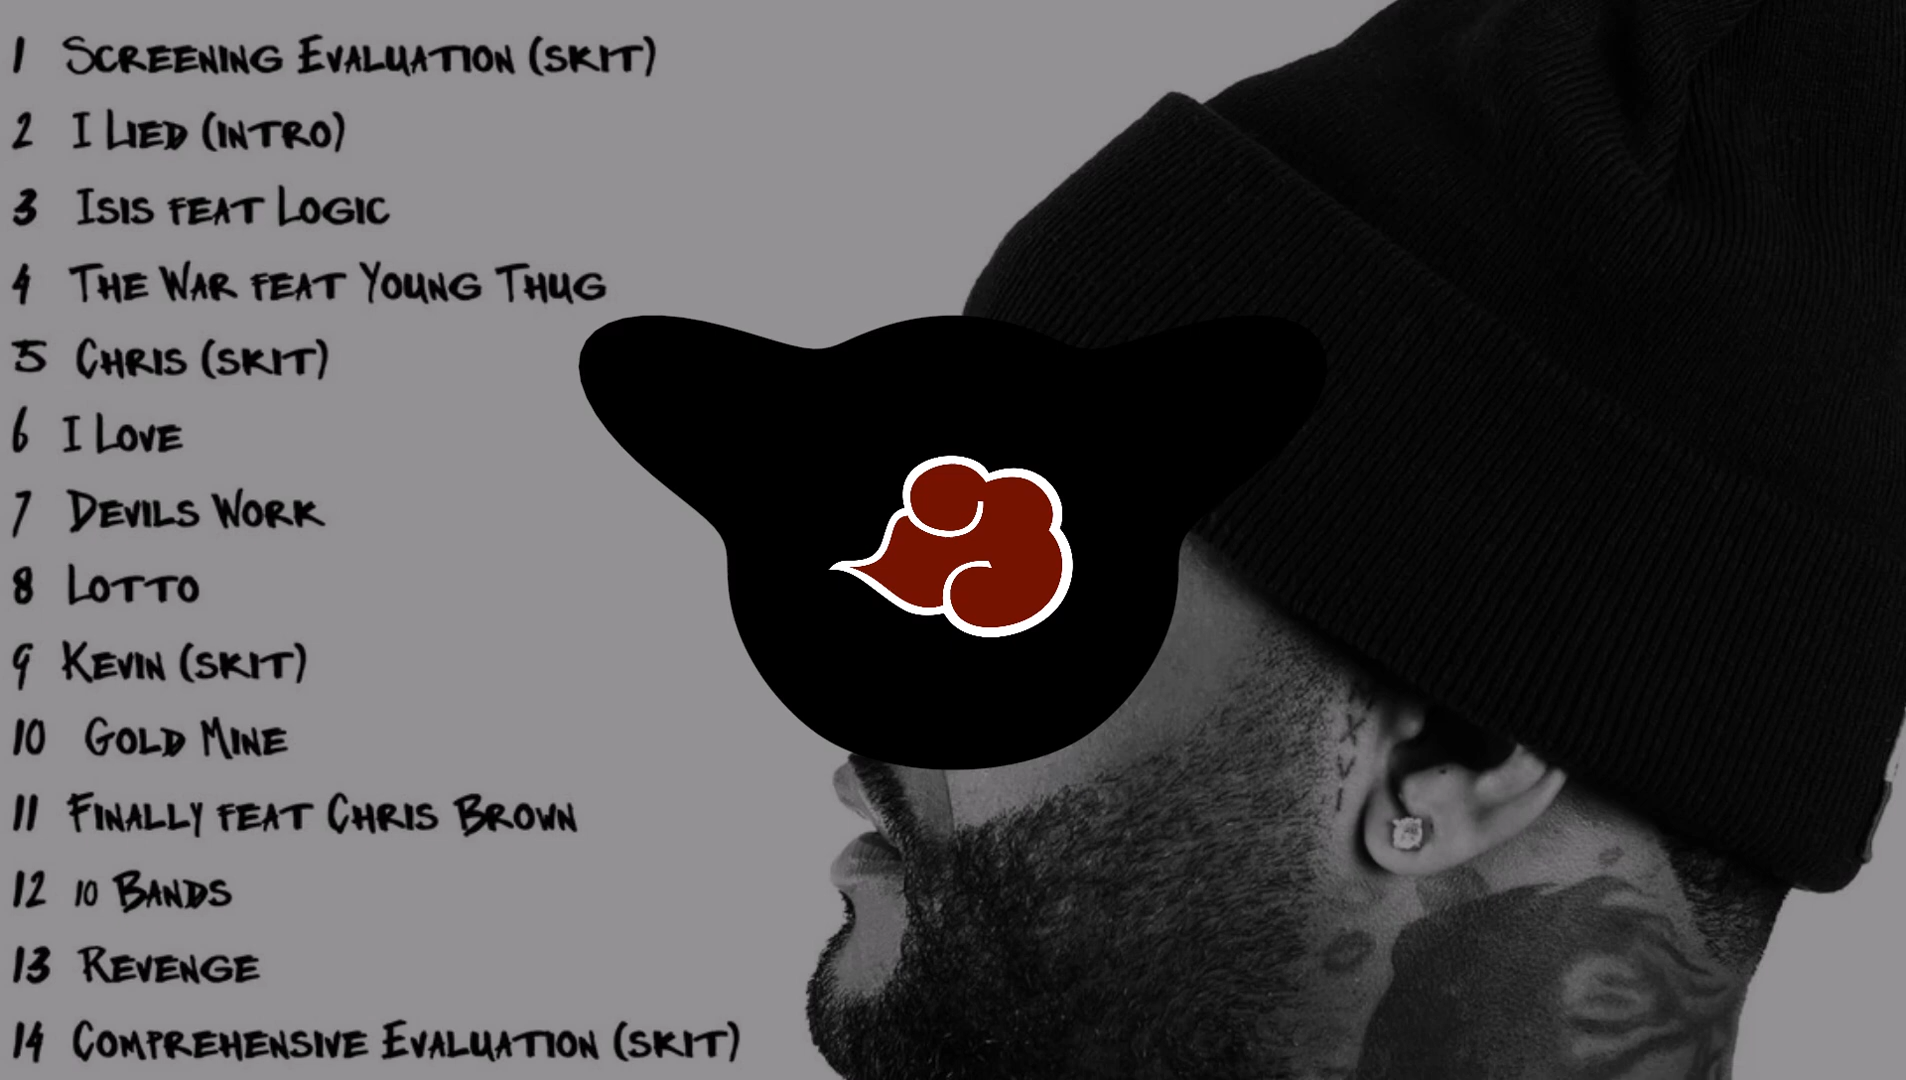 1 Screening Evaluation (skit)
2 I Lied (intro)
3 Isis feat Logic
4 The War feat Young Thug
5 Chris (skit)
6 I Love
7 Devils Work
8 Lotto
9 Kevin (skit)
10 Gold Mine
11 Finally feat Chris Brown
12 10 Bands
13 Revenge
14 Comprehensive Evaluation (skit)
XVI